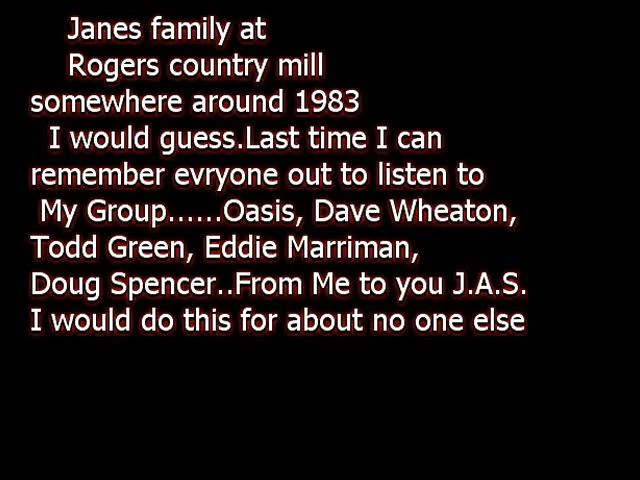 Janes family at
Rogers country mill
somewhere around 1983
I would guess.Last time I can
remember evryone out to listen to
My Group......Oasis, Dave Wheaton,
Todd Green, Eddie Marriman,
Doug Spencer..From Me to you J.A.S.
I would do this for about no one else